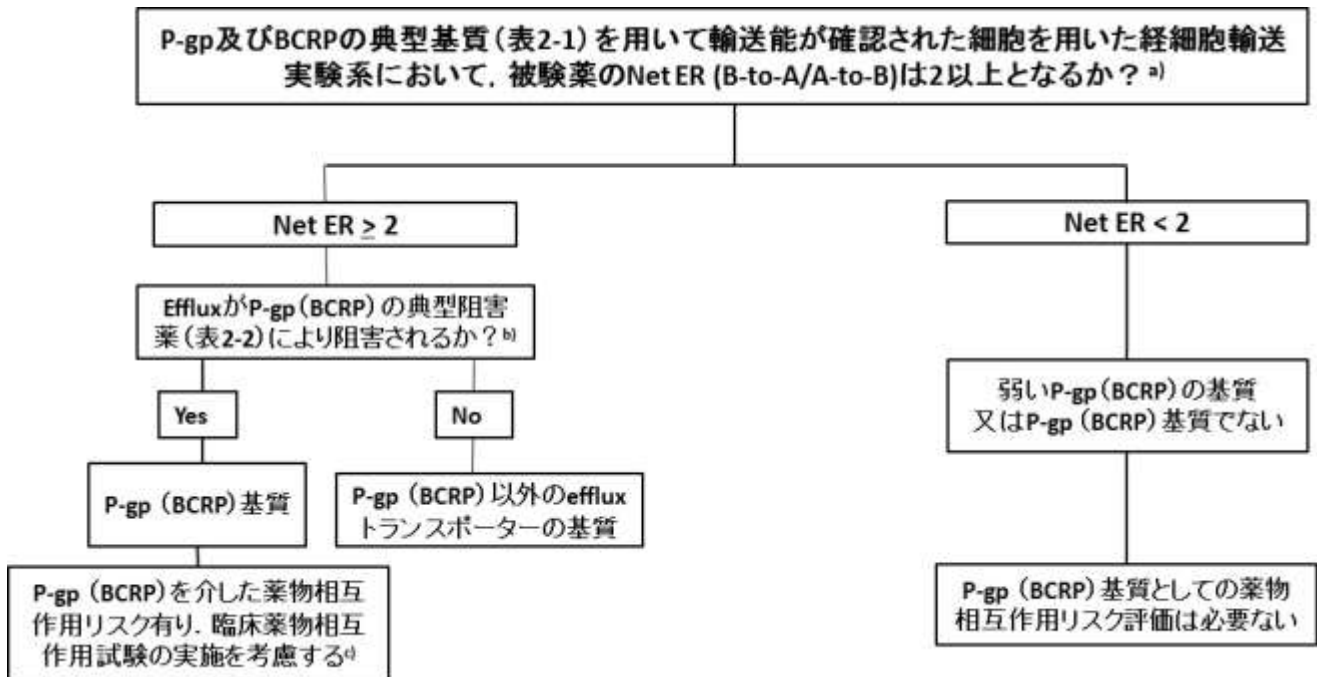 P-gp及びBCRPの典型基質（表2-1）を用いて輸送能が確認された細胞を用いた経細胞輸送
実験系において，被験薬のNet ER (B-to-A/A-to-B)は2以上となるか？ a)
Net ER ≥ 2
Net ER < 2
EffluxがP-gp（BCRP）の典型阻害
薬（表2-2）により阻害されるか？b)
Yes
No
弱いP-gp（BCRP）の基質
又はP-gp（BCRP）基質でない
P-gp（BCRP）基質
P-gp（BCRP）以外のefflux
トランスポーターの基質
P-gp（BCRP）を介した薬物相互
作用リスク有り．臨床薬物相互
作用試験の実施を考慮するc)
P-gp（BCRP）基質としての薬物
相互作用リスク評価は必要ない